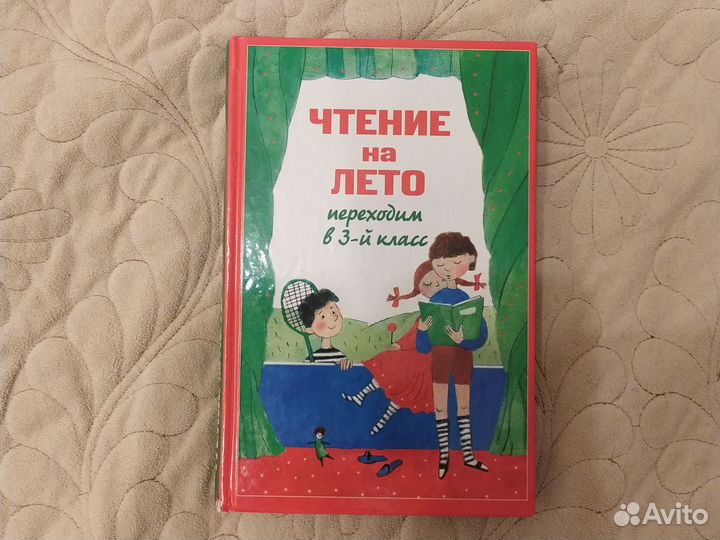 ЧТЕНИЕ
на
ЛЕТО
переходим
в 3-й класс
Avito